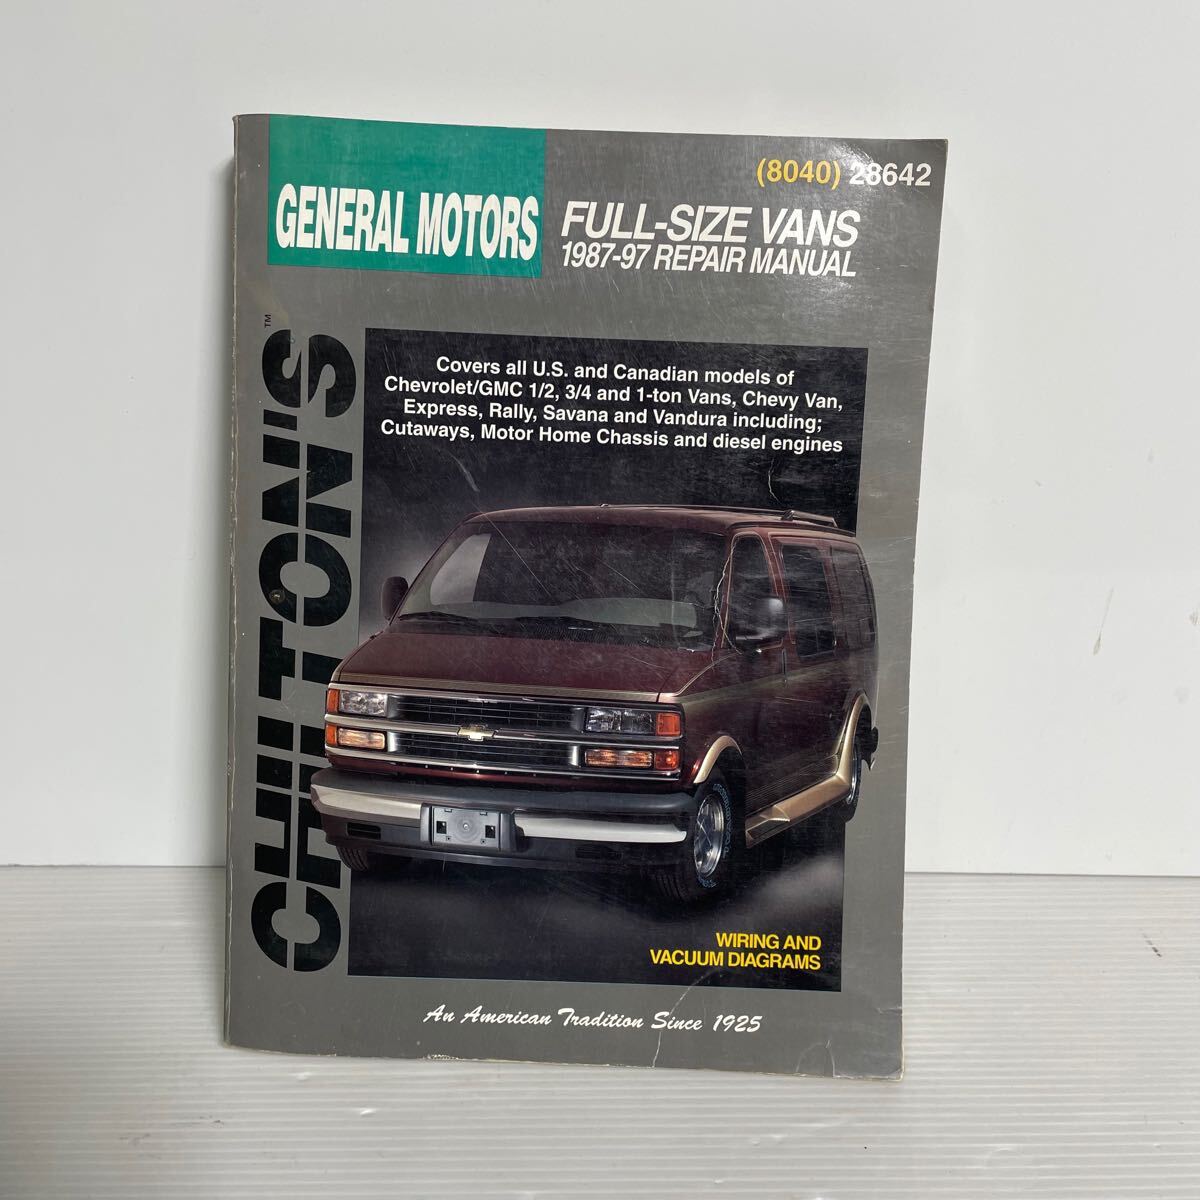 GENERAL MOTORS
(8040) 28642
FULL-SIZE VANS
1987-97 REPAIR MANUAL
CHILTON'S™
Covers all U.S. and Canadian models of
Chevrolet/GMC 1/2, 3/4 and 1-ton Vans, Chevy Van,
Express, Rally, Savana and Vandura including;
Cutaways, Motor Home Chassis and diesel engines
WIRING AND
VACUUM DIAGRAMS
An American Tradition Since 1925